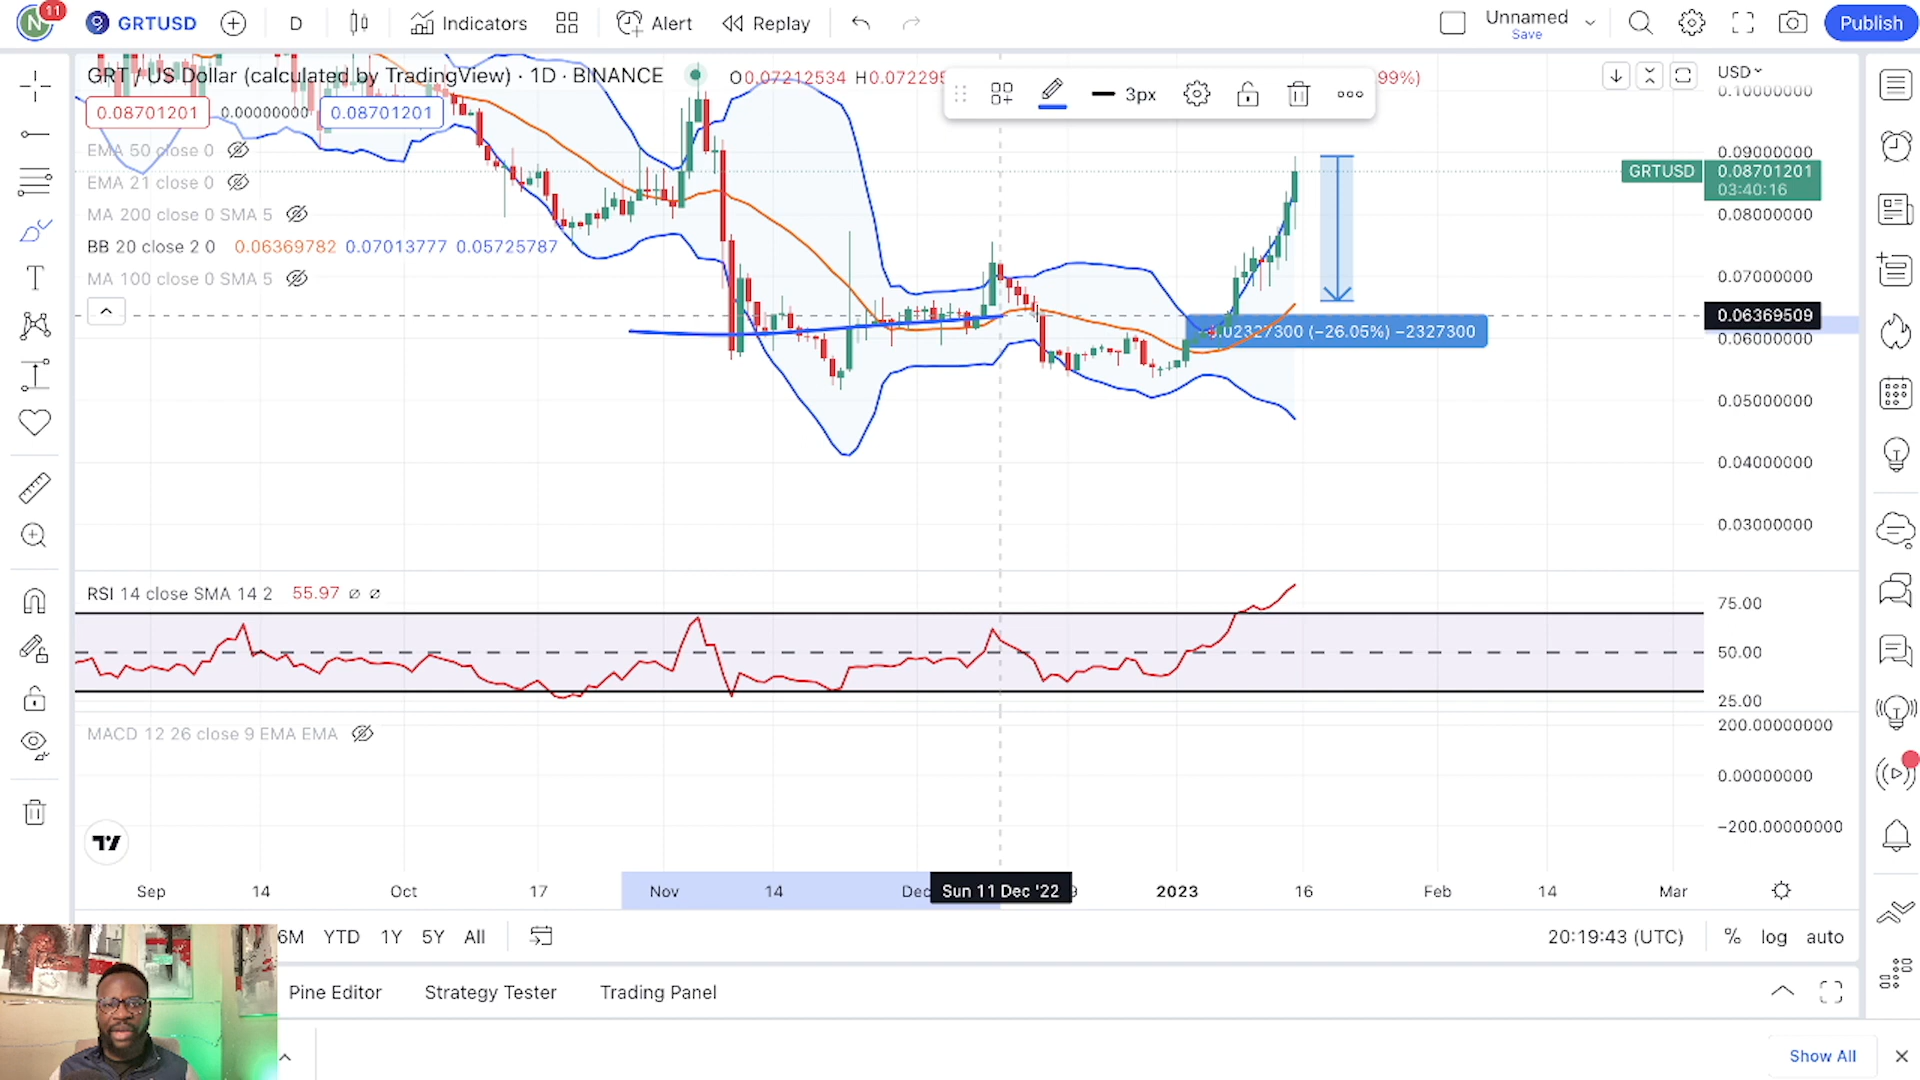 N 11 GRTUSD D Indicators Alert Replay Unnamed Save Publish
GRT / US Dollar (calculated by TradingView) · 1D · BINANCE O0.07212534 H0.07229 99%) USD
3px
0.08701201 0.00000000 0.08701201
EMA 50 close 0
EMA 21 close 0
MA 200 close 0 SMA 5
BB 20 close 2 0 0.06369782 0.07013777 0.05725787
MA 100 close 0 SMA 5
0.10000000
0.09000000
GRTUSD 0.08701201
03:40:16
0.08000000
0.07000000
0.06369509
02327300 (−26.05%) −2327300
0.06000000
0.05000000
0.04000000
0.03000000
RSI 14 close SMA 14 2 55.97 ∅ ∅
75.00
50.00
25.00
MACD 12 26 close 9 EMA EMA
200.00000000
0.00000000
−200.00000000
Sep 14 Oct 17 Nov 14 Dec Sun 11 Dec '22 2023 16 Feb 14 Mar
6M YTD 1Y 5Y All 20:19:43 (UTC) % log auto
Pine Editor Strategy Tester Trading Panel
Show All